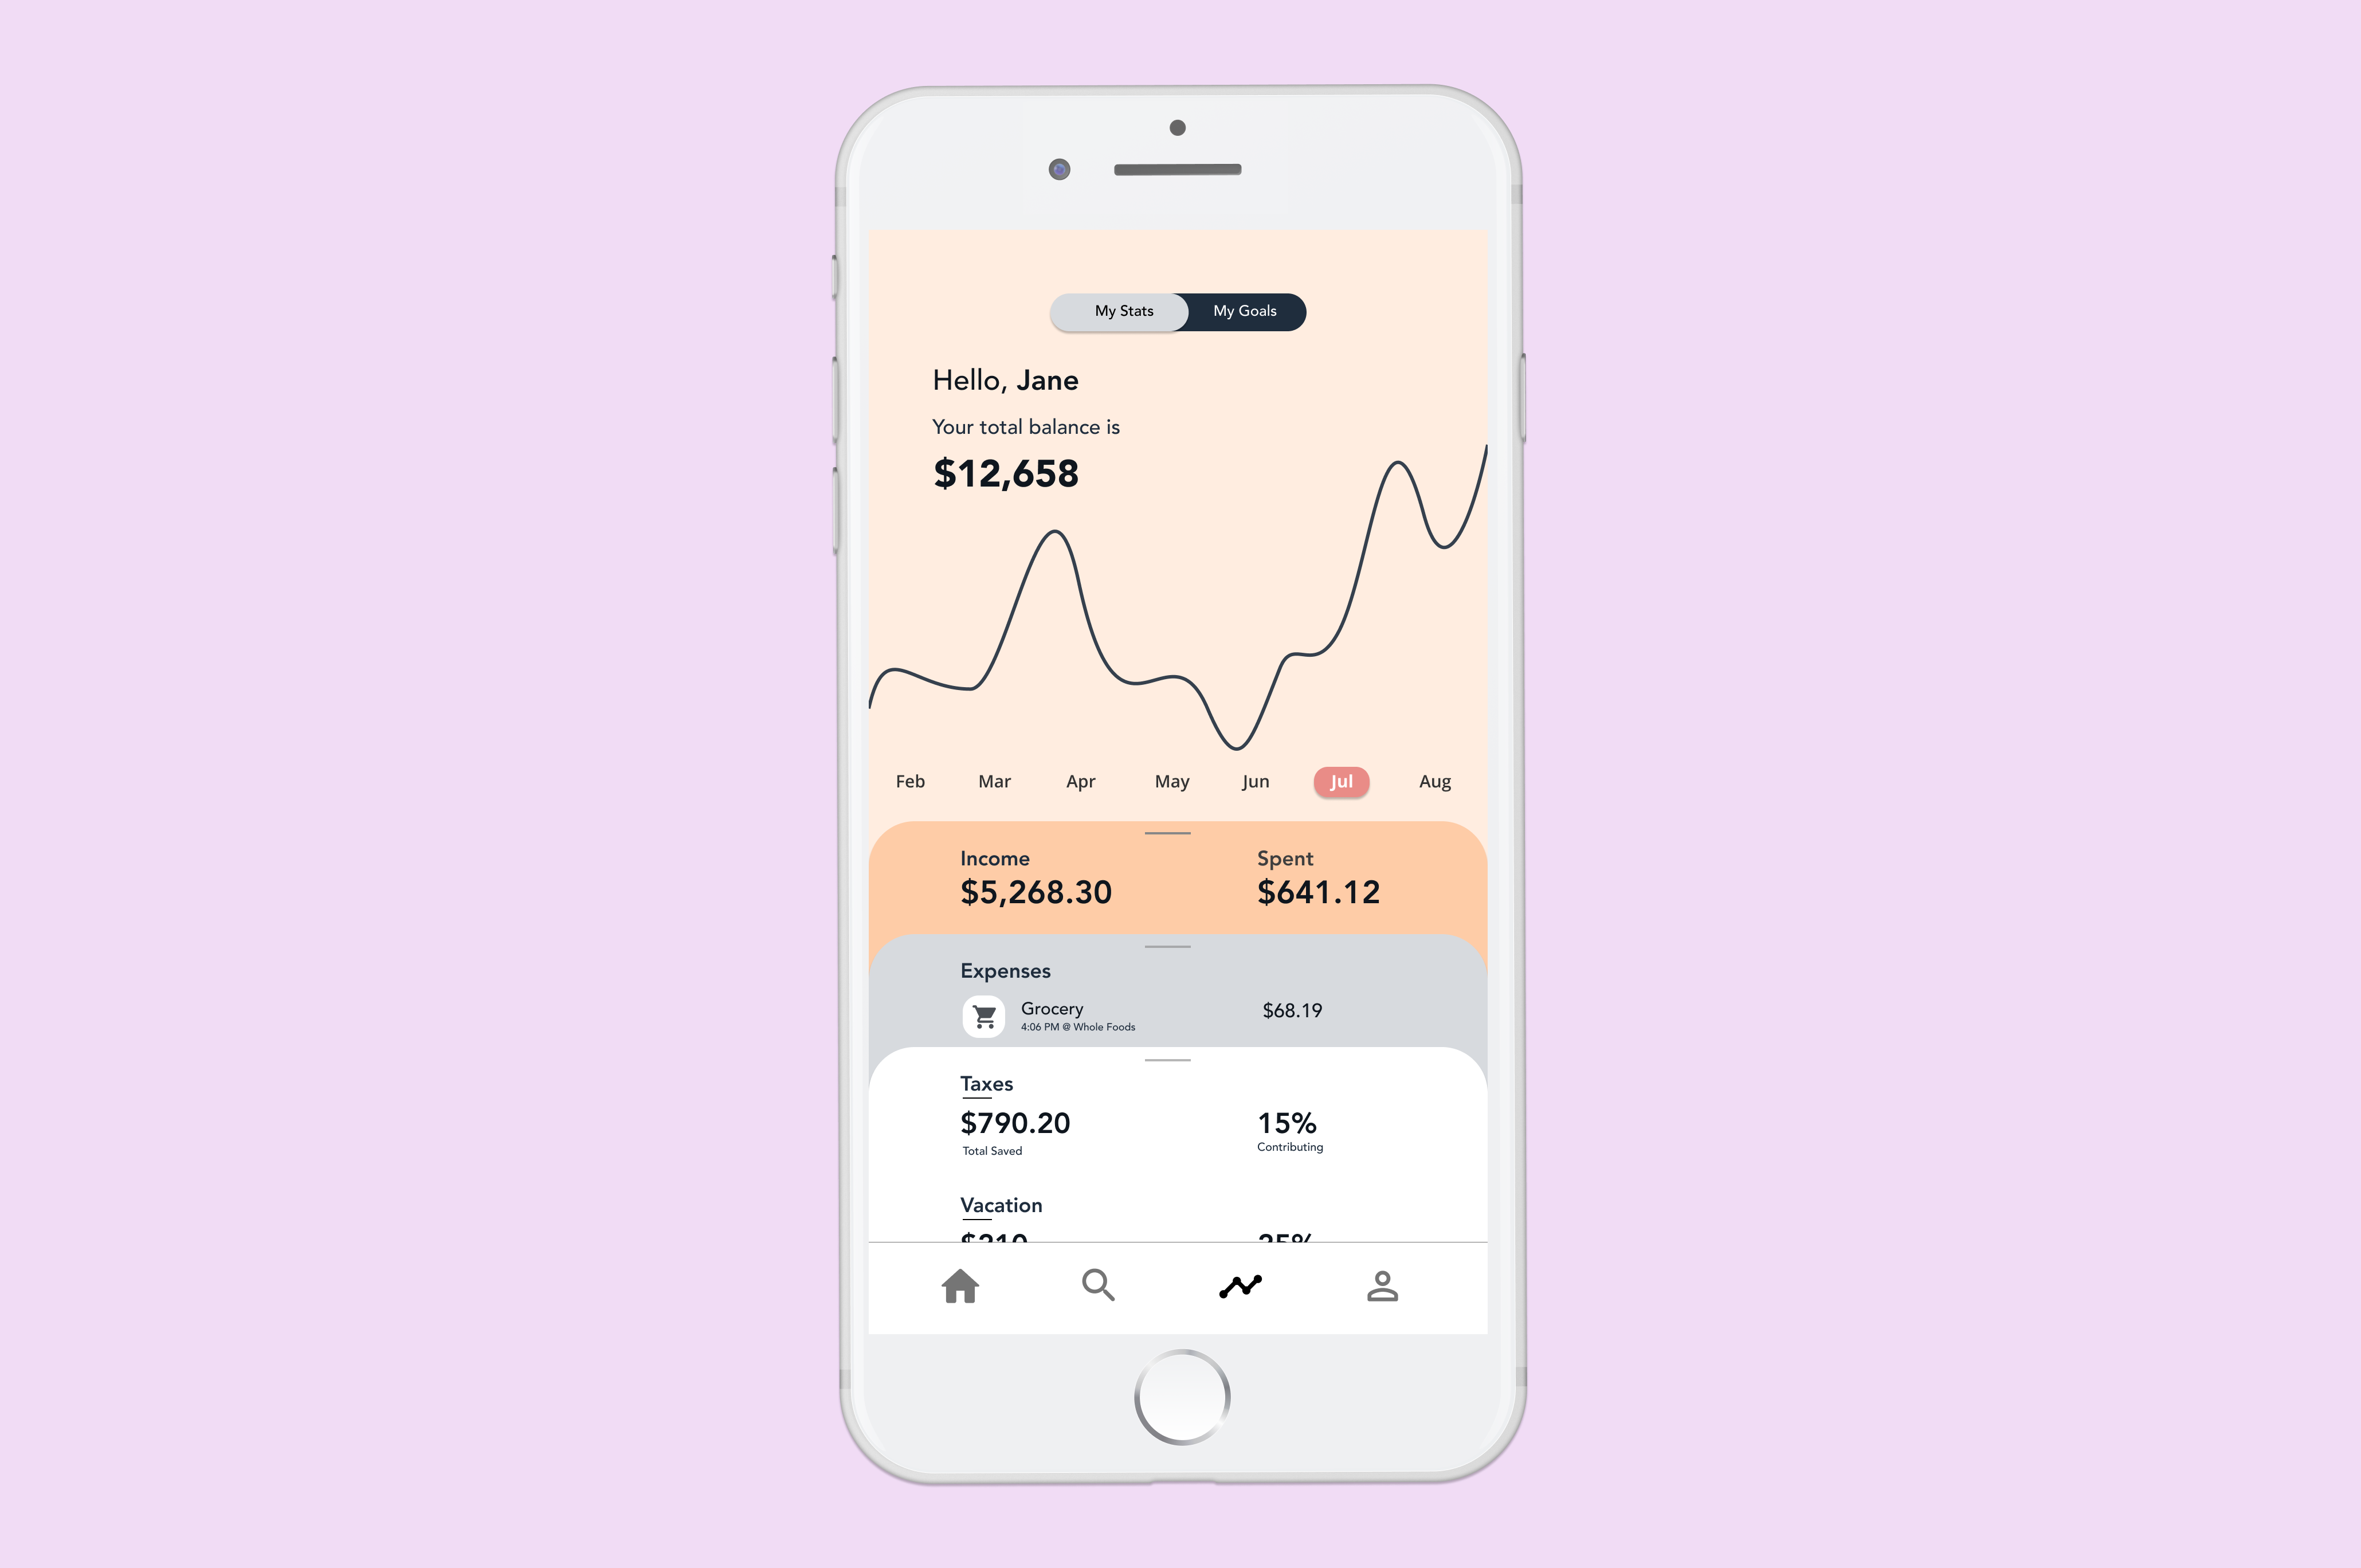 My Stats My Goals
Hello, Jane
Your total balance is
$12,658
Feb Mar Apr May Jun Jul Aug
Income Spent
$5,268.30 $641.12
Expenses
Grocery $68.19
4:06 PM @ Whole Foods
Taxes
$790.20 15%
Total Saved Contributing
Vacation